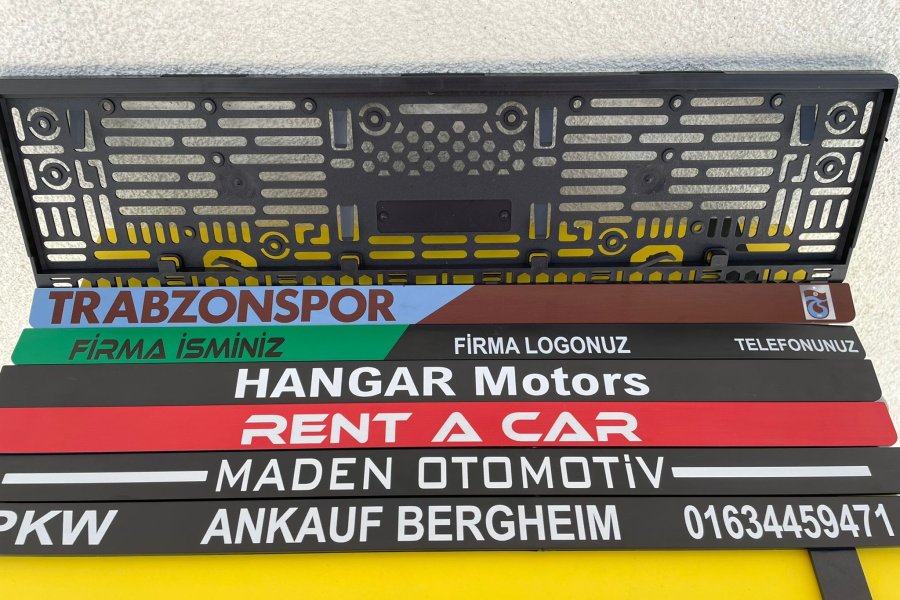 TRABZONSPOR
FİRMA İSMİNİZ FİRMA LOGONUZ TELEFONUNUZ
HANGAR Motors
RENT A CAR
MADEN OTOMOTİV
PKW ANKAUF BERGHEIM 01634459471